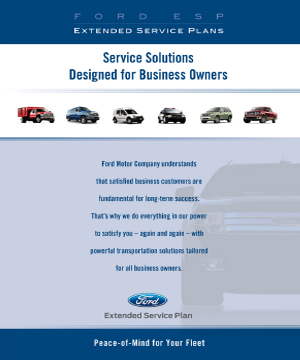 FORD ESP
EXTENDED SERVICE PLANS
Service Solutions
Designed for Business Owners
Ford Motor Company understands
that satisfied business customers are
fundamental for long-term success.
That's why we do everything in our power
to satisfy you – again and again – with
powerful transportation solutions tailored
for all business owners.
Ford
Extended Service Plan
Peace-of-Mind for Your Fleet